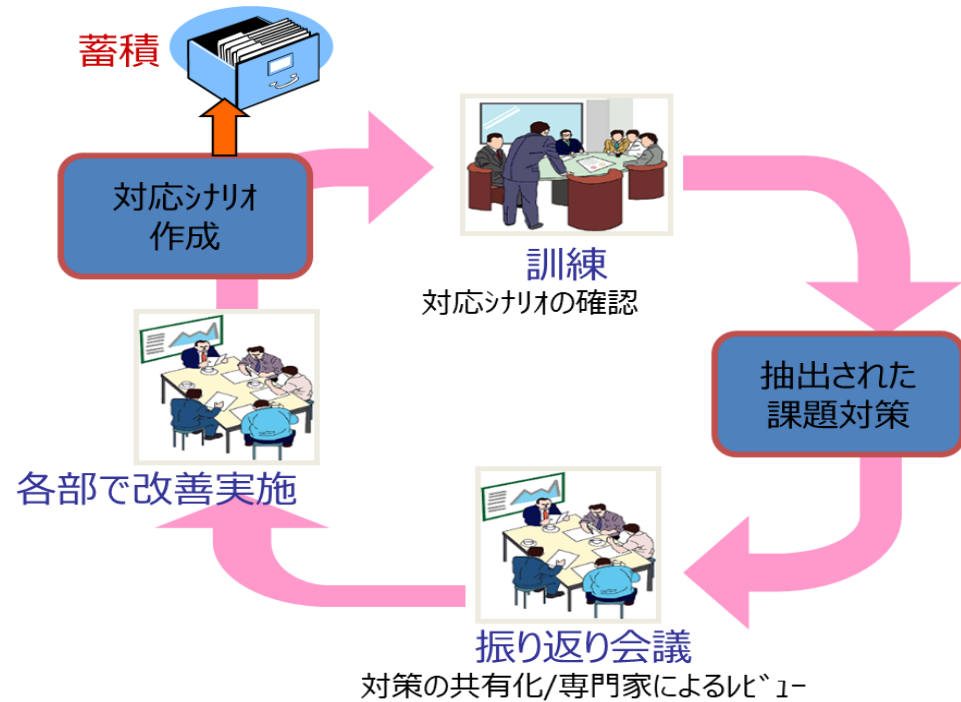 蓄積
対応ｼﾅﾘｵ
作成
訓練
対応ｼﾅﾘｵの確認
抽出された
課題対策
各部で改善実施
振り返り会議
対策の共有化/専門家によるﾚﾋﾞｭｰ